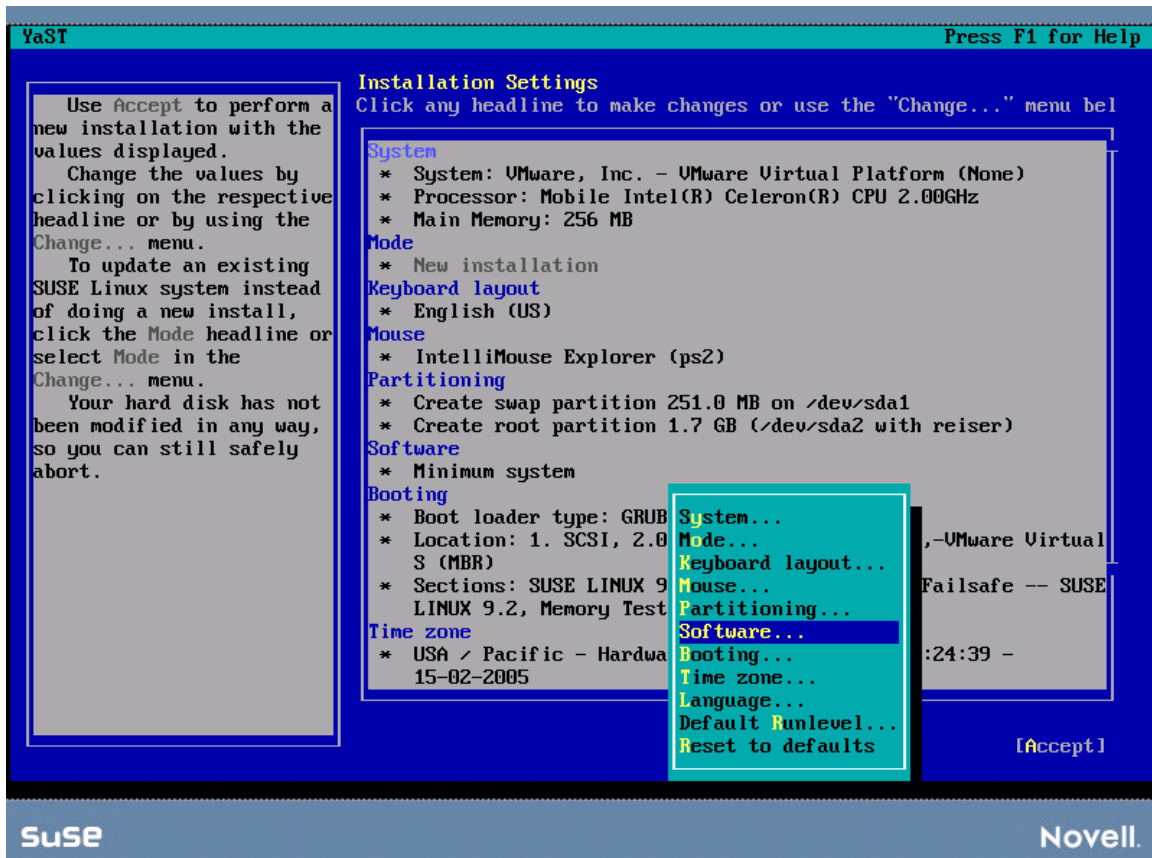 YaST
Press F1 for Help
Use Accept to perform a
new installation with the
values displayed.
Change the values by
clicking on the respective
headline or by using the
Change... menu.
To update an existing
SUSE Linux system instead
of doing a new install,
click the Mode headline or
select Mode in the
Change... menu.
Your hard disk has not
been modified in any way,
so you can still safely
abort.
Installation Settings
Click any headline to make changes or use the "Change..." menu bel
System
* System: VMware, Inc. - VMware Virtual Platform (None)
* Processor: Mobile Intel(R) Celeron(R) CPU 2.00GHz
* Main Memory: 256 MB
Mode
* New installation
Keyboard layout
* English (US)
Mouse
* IntelliMouse Explorer (ps2)
Partitioning
* Create swap partition 251.0 MB on /dev/sda1
* Create root partition 1.7 GB (/dev/sda2 with reiser)
Software
* Minimum system
Booting
* Boot loader type: GRUB
* Location: 1. SCSI, 2.0 ,-VMware Virtual
S (MBR)
* Sections: SUSE LINUX 9 Failsafe -- SUSE
LINUX 9.2, Memory Test
Time zone
* USA / Pacific - Hardwa :24:39 -
15-02-2005
System...
Mode...
Keyboard layout...
Mouse...
Partitioning...
Software...
Booting...
Time zone...
Language...
Default Runlevel...
Reset to defaults
[Accept]
SUSE
Novell.